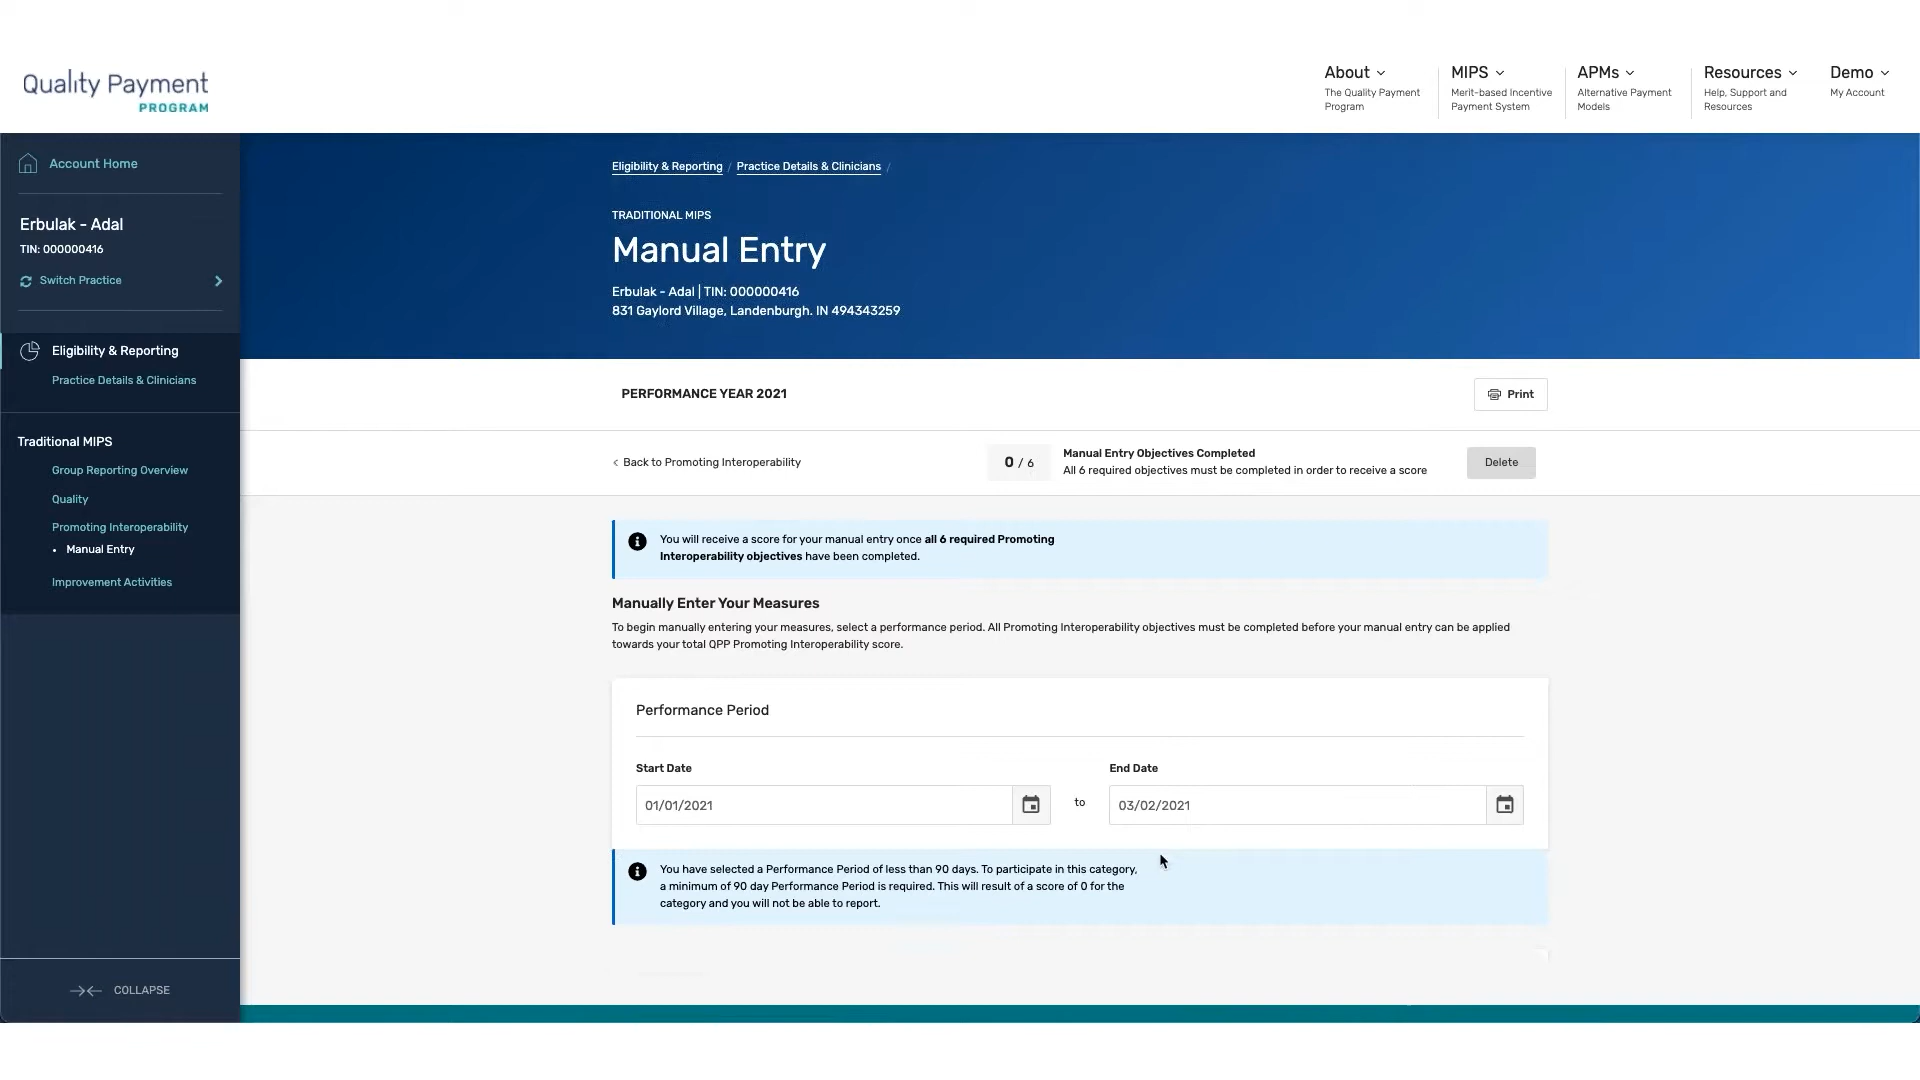 Quality Payment
PROGRAM
About
The Quality Payment
Program
MIPS
Merit-based Incentive
Payment System
APMs
Alternative Payment
Models
Resources
Help, Support and
Resources
Demo
My Account
Account Home
Erbulak - Adal
TIN: 000000416
Switch Practice
Eligibility & Reporting
Practice Details & Clinicians
Traditional MIPS
Group Reporting Overview
Quality
Promoting Interoperability
• Manual Entry
Improvement Activities
COLLAPSE
Eligibility & Reporting / Practice Details & Clinicians /
TRADITIONAL MIPS
Manual Entry
Erbulak - Adal | TIN: 000000416
831 Gaylord Village, Landenburgh. IN 494343259
PERFORMANCE YEAR 2021
Print
< Back to Promoting Interoperability
0 / 6
Manual Entry Objectives Completed
All 6 required objectives must be completed in order to receive a score
Delete
You will receive a score for your manual entry once all 6 required Promoting
Interoperability objectives have been completed.
Manually Enter Your Measures
To begin manually entering your measures, select a performance period. All Promoting Interoperability objectives must be completed before your manual entry can be applied
towards your total QPP Promoting Interoperability score.
Performance Period
Start Date
01/01/2021
to
End Date
03/02/2021
You have selected a Performance Period of less than 90 days. To participate in this category,
a minimum of 90 day Performance Period is required. This will result of a score of 0 for the
category and you will not be able to report.